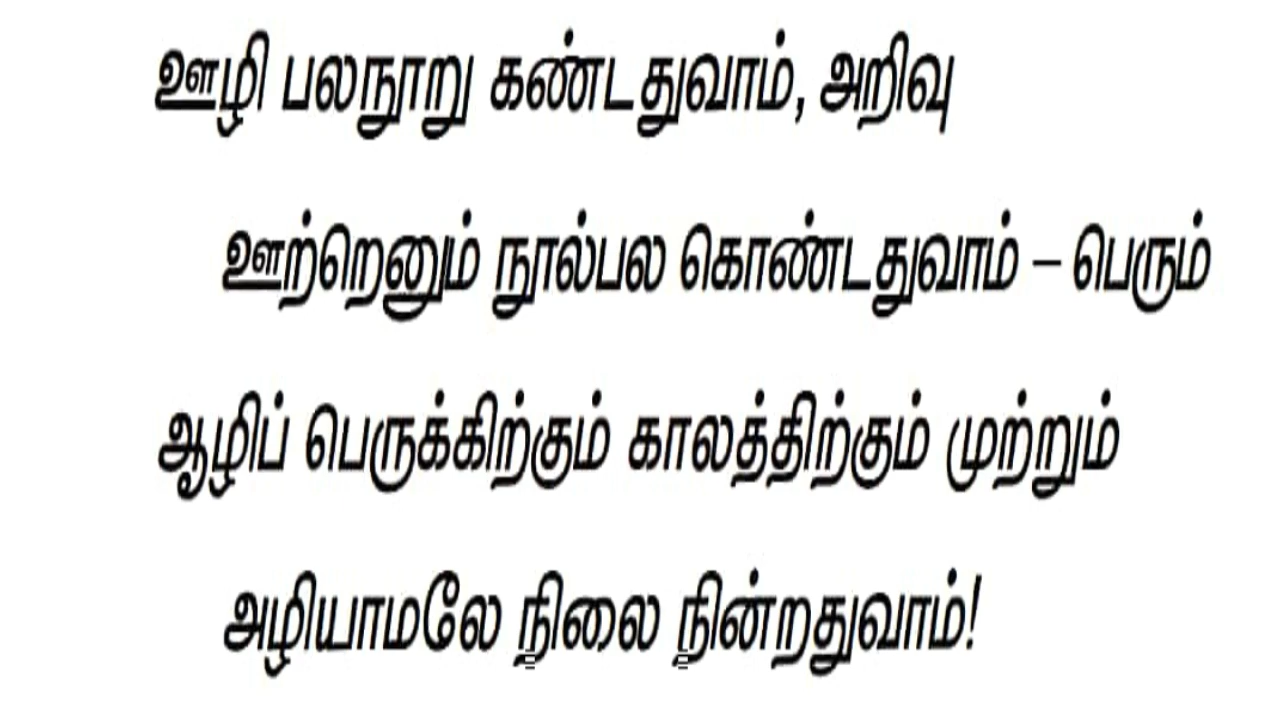 ஊழி பலநூறு கண்டதுவாம், அறிவு
ஊற்றெனும் நூல்பல கொண்டதுவாம் – பெரும்
ஆழிப் பெருக்கிற்கும் காலத்திற்கும் முற்றும்
அழியாமலே நிலை நின்றதுவாம்!